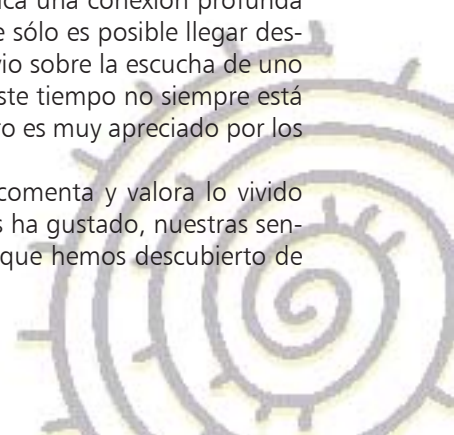 ica una conexión profunda
e sólo es posible llegar des-
vio sobre la escucha de uno
ste tiempo no siempre está
ro es muy apreciado por los
comenta y valora lo vivido
s ha gustado, nuestras sen-
que hemos descubierto de